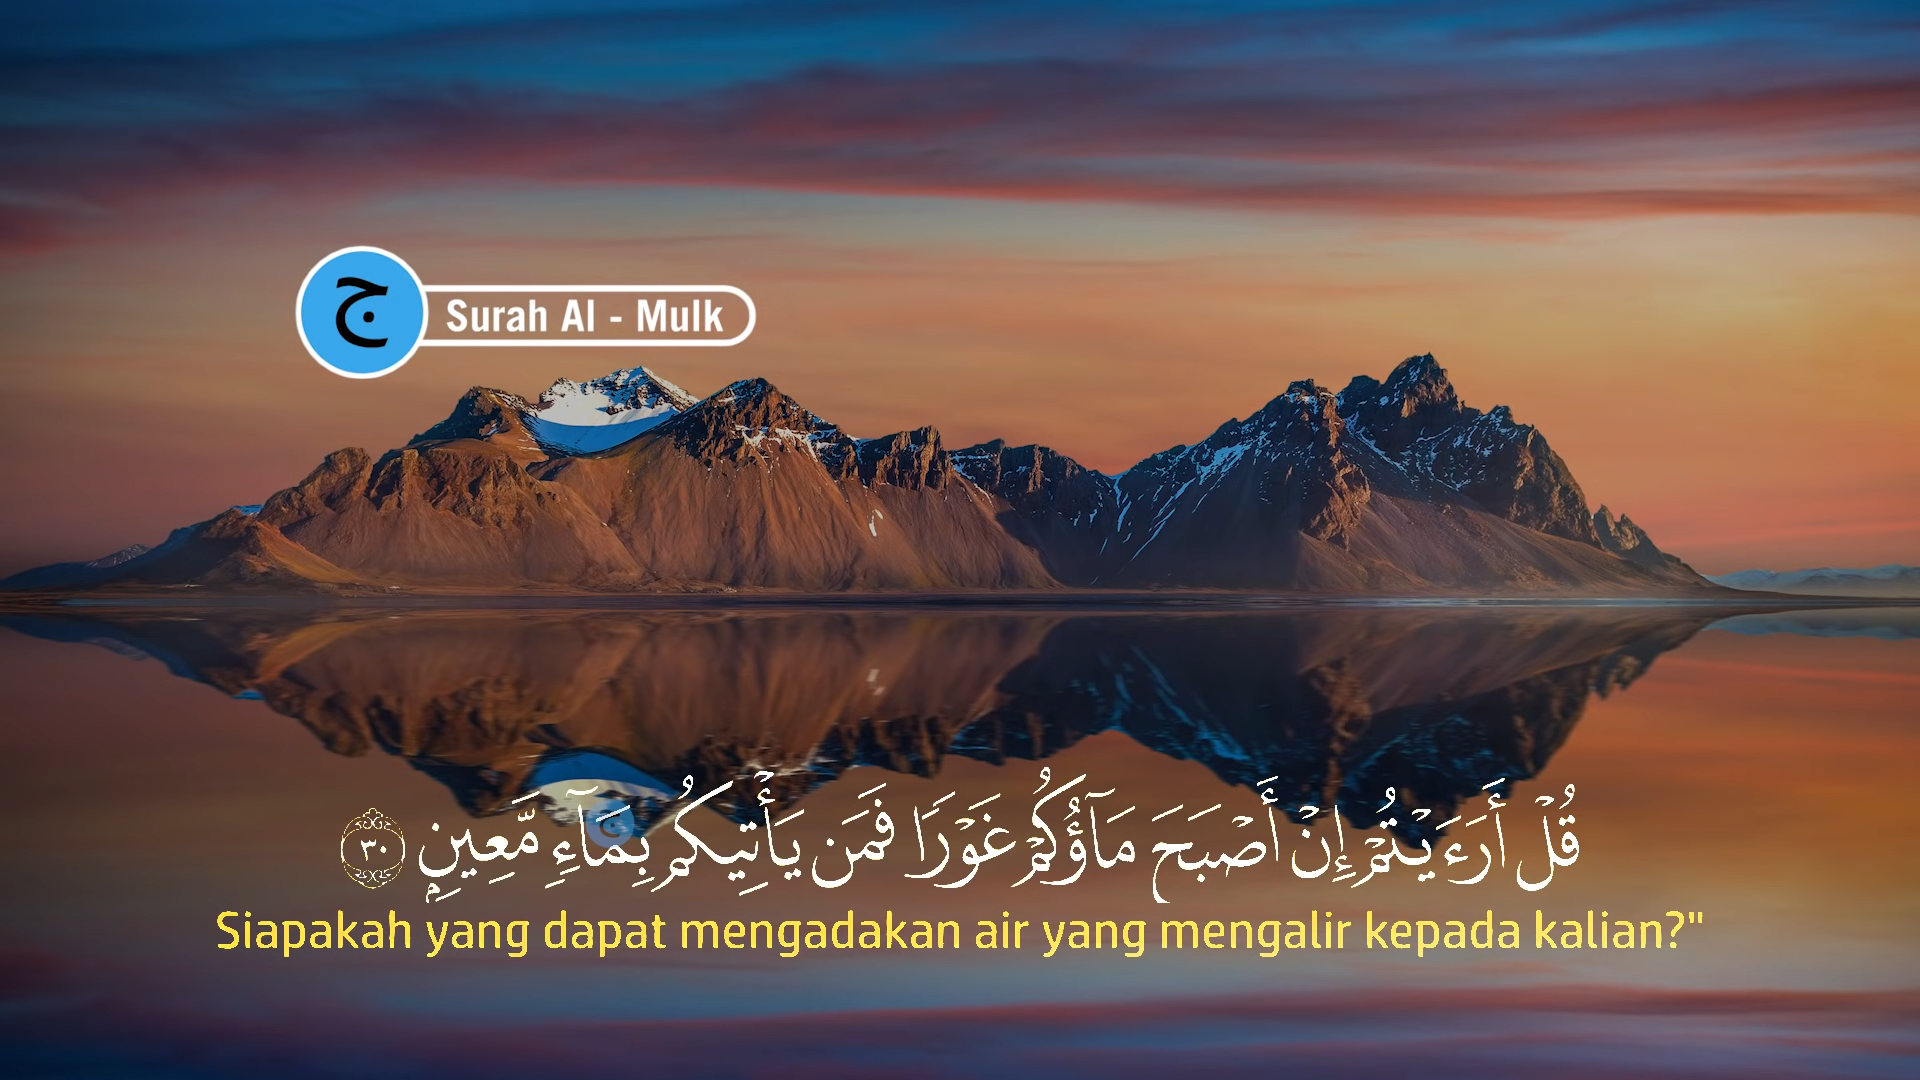 ج
Surah Al - Mulk
قُلْ أَرَءَيْتُمْ إِنْ أَصْبَحَ مَآؤُكُمْ غَوْرًا فَمَن يَأْتِيكُم بِمَآءٍ مَّعِينٍۭ ٣٠
Siapakah yang dapat mengadakan air yang mengalir kepada kalian?"